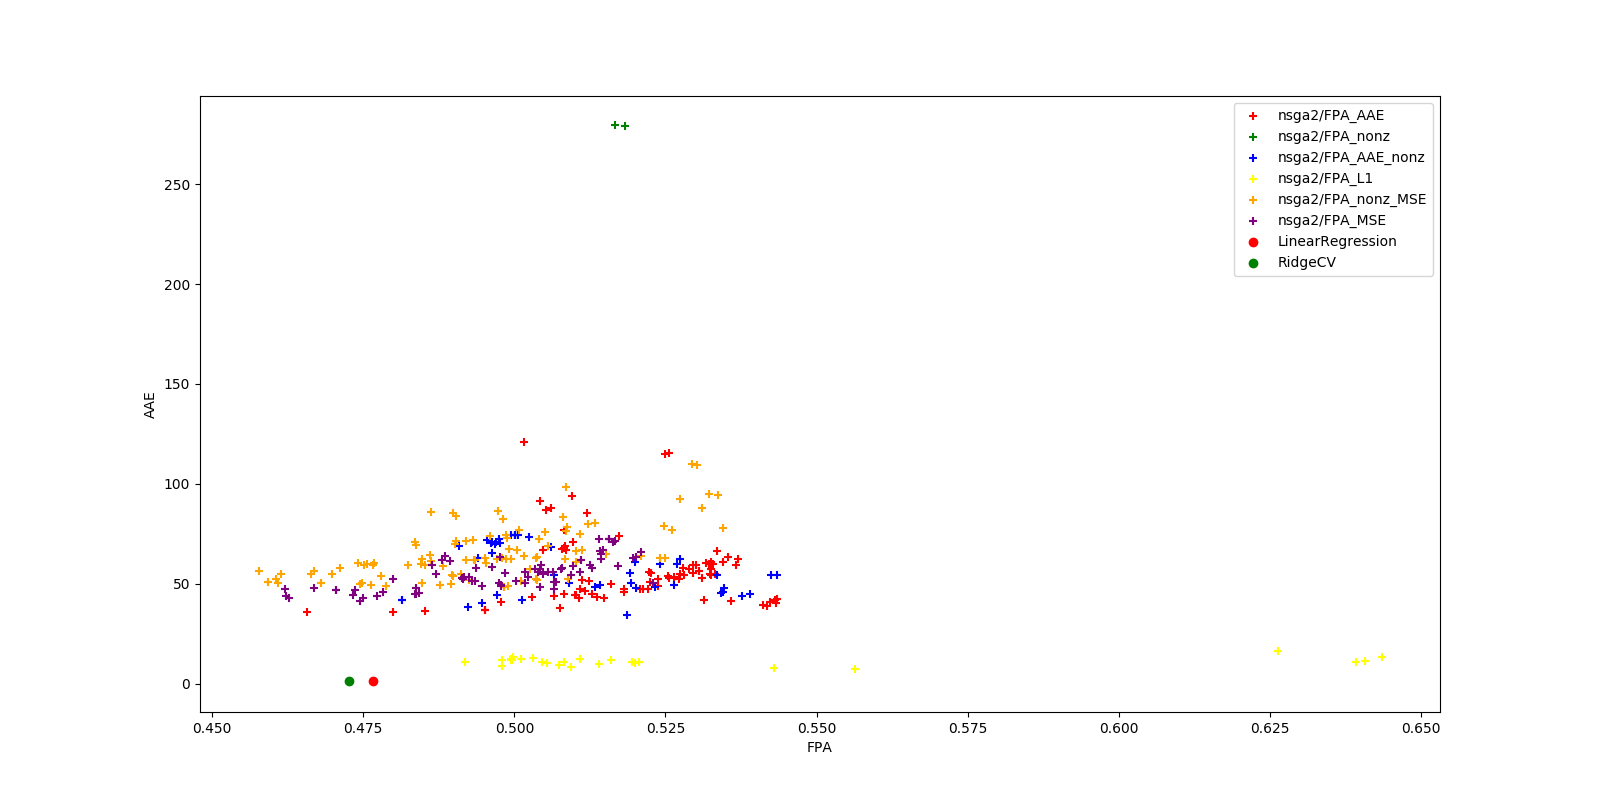 nsga2/FPA_AAE
nsga2/FPA_nonz
nsga2/FPA_AAE_nonz
nsga2/FPA_L1
nsga2/FPA_nonz_MSE
nsga2/FPA_MSE
LinearRegression
RidgeCV
250
200
150
100
50
0
AAE
0.450 0.475 0.500 0.525 0.550 0.575 0.600 0.625 0.650
FPA